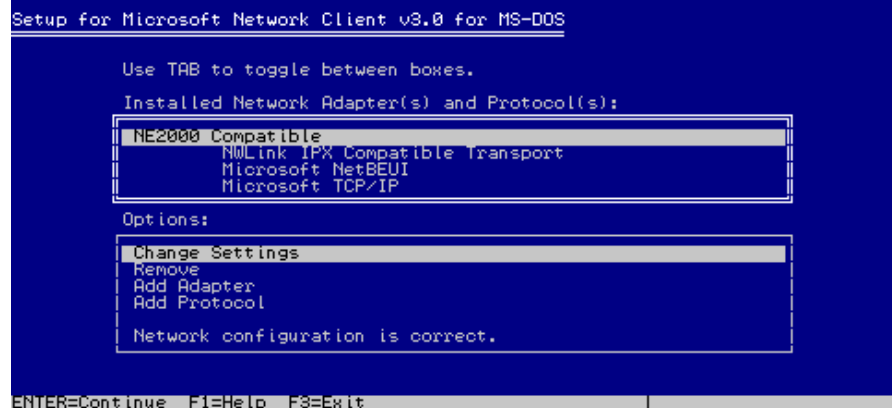 Setup for Microsoft Network Client v3.0 for MS-DOS
Use TAB to toggle between boxes.
Installed Network Adapter(s) and Protocol(s):
NE2000 Compatible
NWLink IPX Compatible Transport
Microsoft NetBEUI
Microsoft TCP/IP
Options:
Change Settings
Remove
Add Adapter
Add Protocol
Network configuration is correct.
ENTER=Continue F1=Help F3=Exit